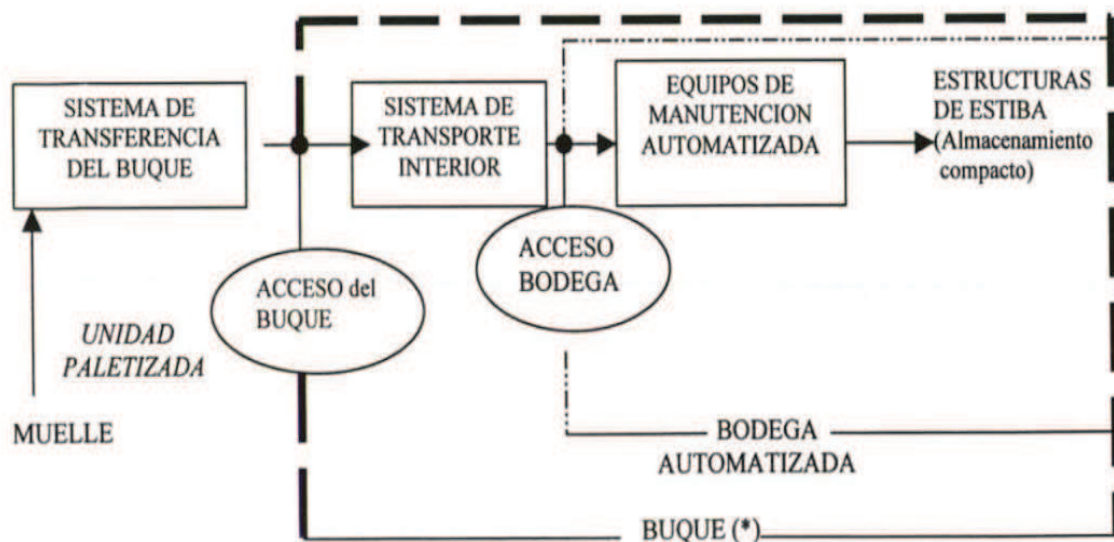 SISTEMA DE
TRANSFERENCIA
DEL BUQUE
SISTEMA DE
TRANSPORTE
INTERIOR
EQUIPOS DE
MANUTENCION
AUTOMATIZADA
ESTRUCTURAS
DE ESTIBA
(Almacenamiento
compacto)
ACCESO del
BUQUE
ACCESO
BODEGA
UNIDAD
PALETIZADA
MUELLE
BODEGA
AUTOMATIZADA
BUQUE (*)